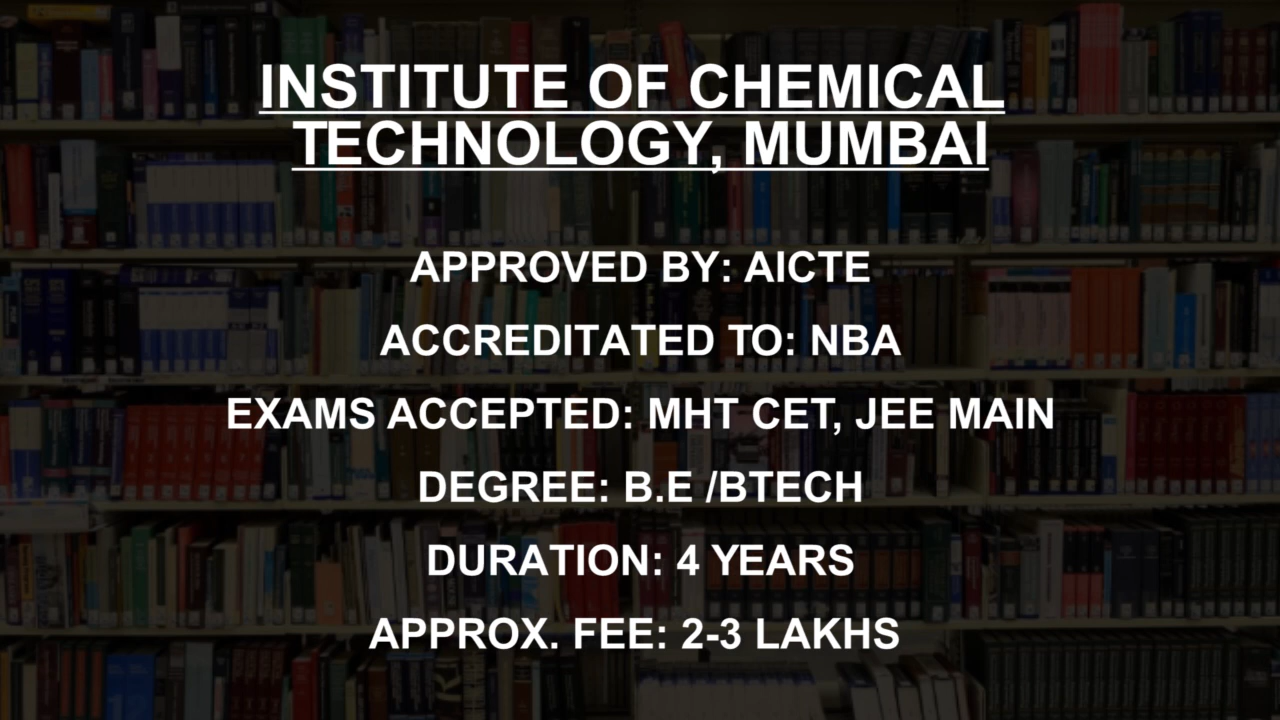 INSTITUTE OF CHEMICAL
TECHNOLOGY, MUMBAI
APPROVED BY: AICTE
ACCREDITATED TO: NBA
EXAMS ACCEPTED: MHT CET, JEE MAIN
DEGREE: B.E /BTECH
DURATION: 4 YEARS
APPROX. FEE: 2-3 LAKHS